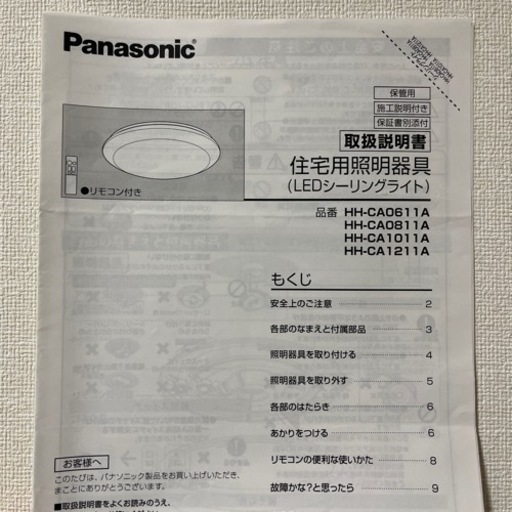 Panasonic
保管用
施工説明付き
保証書別添付
取扱説明書
住宅用照明器具
(LEDシーリングライト)
●リモコン付き
品番 HH-CA0611A
HH-CA0811A
HH-CA1011A
HH-CA1211A
もくじ
安全上のご注意 2
各部のなまえと付属部品 3
照明器具を取り付ける 4
照明器具を取り外す 5
各部のはたらき 6
あかりをつける 6
リモコンの便利な使いかた 8
故障かな?と思ったら 9
お客様へ
このたびは、パナソニック製品をお買い上げいただき、
まことにありがとうございます。
■取扱説明書をよくお読みのうえ、